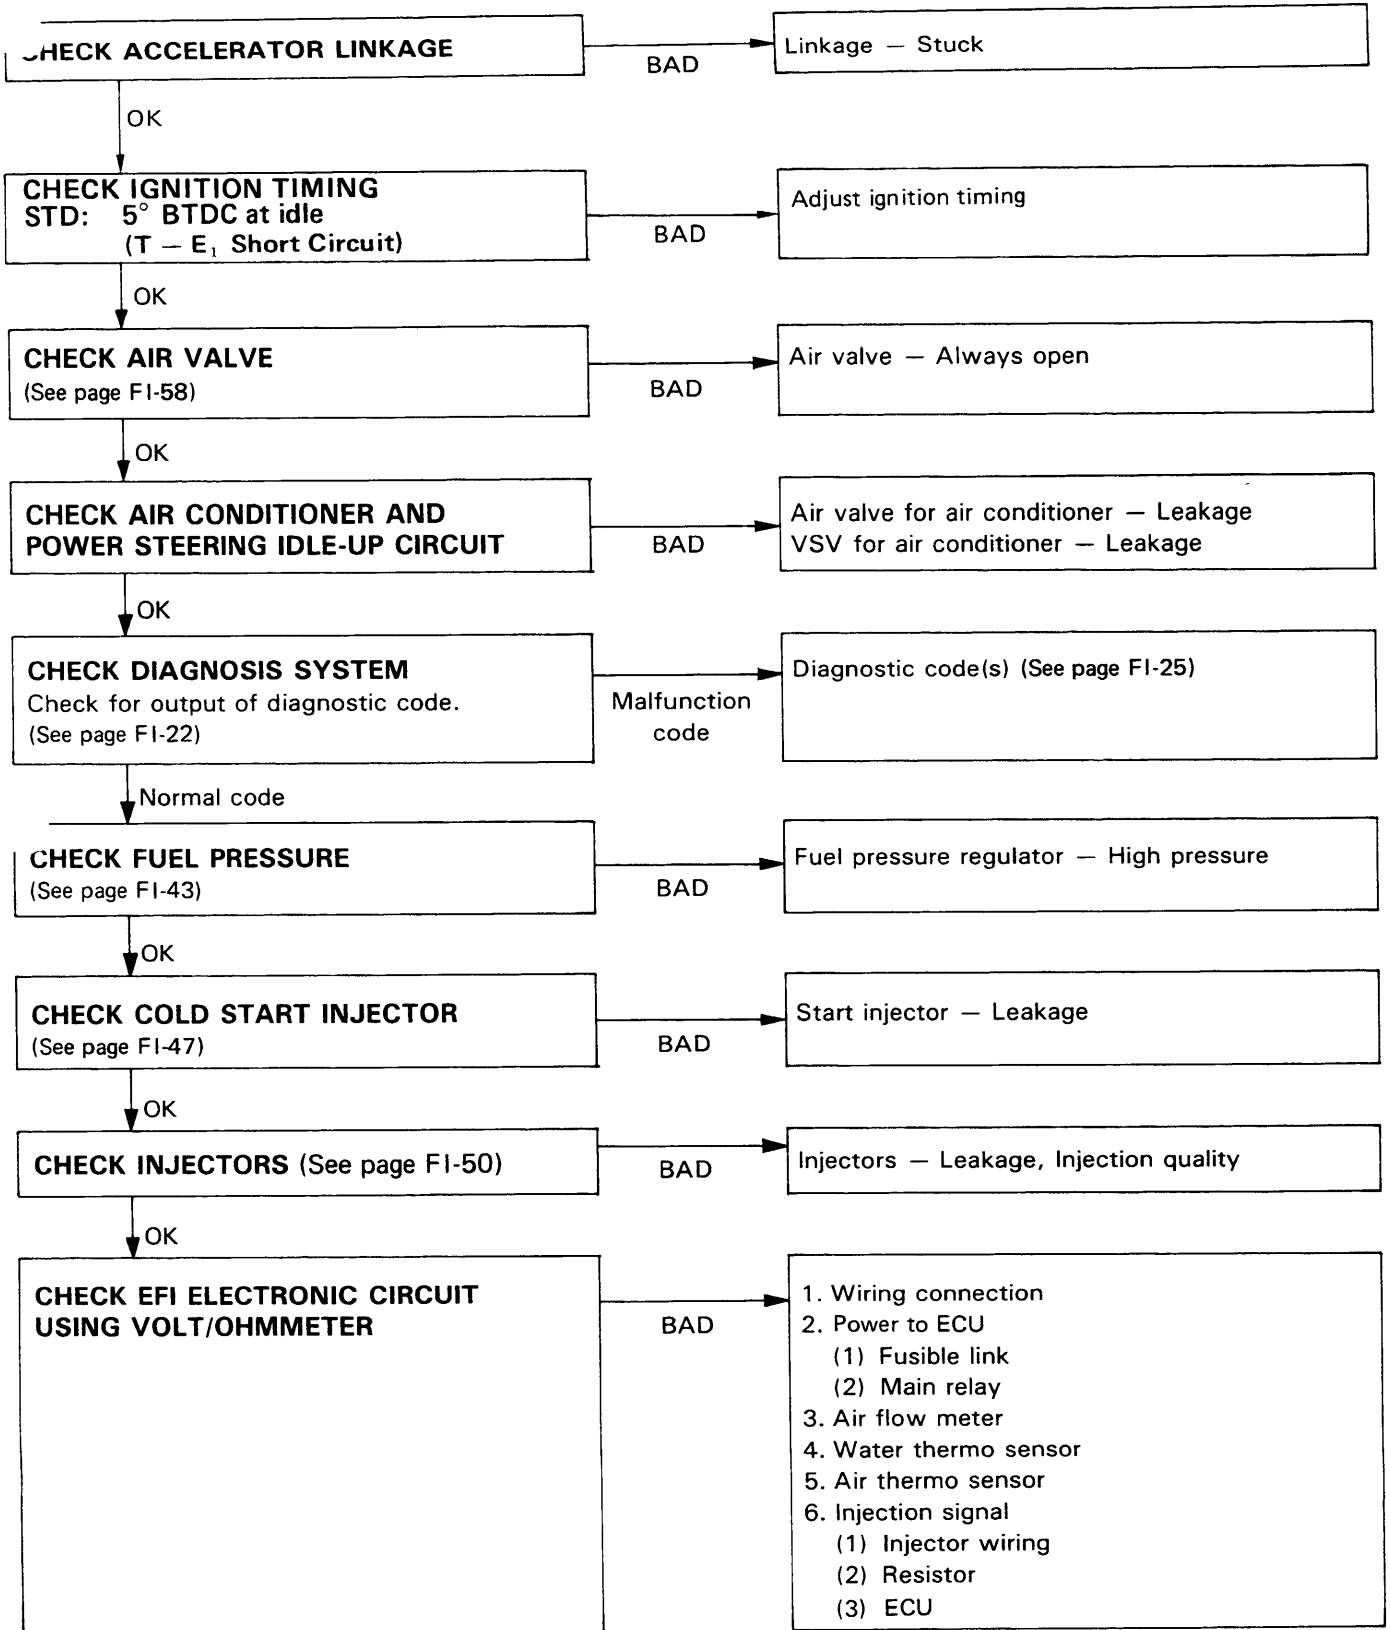 CHECK ACCELERATOR LINKAGE
BAD
Linkage — Stuck
OK
CHECK IGNITION TIMING
STD: 5° BTDC at idle
(T — E₁ Short Circuit)
BAD
Adjust ignition timing
OK
CHECK AIR VALVE
(See page FI-58)
BAD
Air valve — Always open
OK
CHECK AIR CONDITIONER AND
POWER STEERING IDLE-UP CIRCUIT
BAD
Air valve for air conditioner — Leakage
VSV for air conditioner — Leakage
OK
CHECK DIAGNOSIS SYSTEM
Check for output of diagnostic code.
(See page FI-22)
Malfunction
code
Diagnostic code(s) (See page FI-25)
Normal code
CHECK FUEL PRESSURE
(See page FI-43)
BAD
Fuel pressure regulator — High pressure
OK
CHECK COLD START INJECTOR
(See page FI-47)
BAD
Start injector — Leakage
OK
CHECK INJECTORS (See page FI-50)
BAD
Injectors — Leakage, Injection quality
OK
CHECK EFI ELECTRONIC CIRCUIT
USING VOLT/OHMMETER
BAD
1. Wiring connection
2. Power to ECU
(1) Fusible link
(2) Main relay
3. Air flow meter
4. Water thermo sensor
5. Air thermo sensor
6. Injection signal
(1) Injector wiring
(2) Resistor
(3) ECU